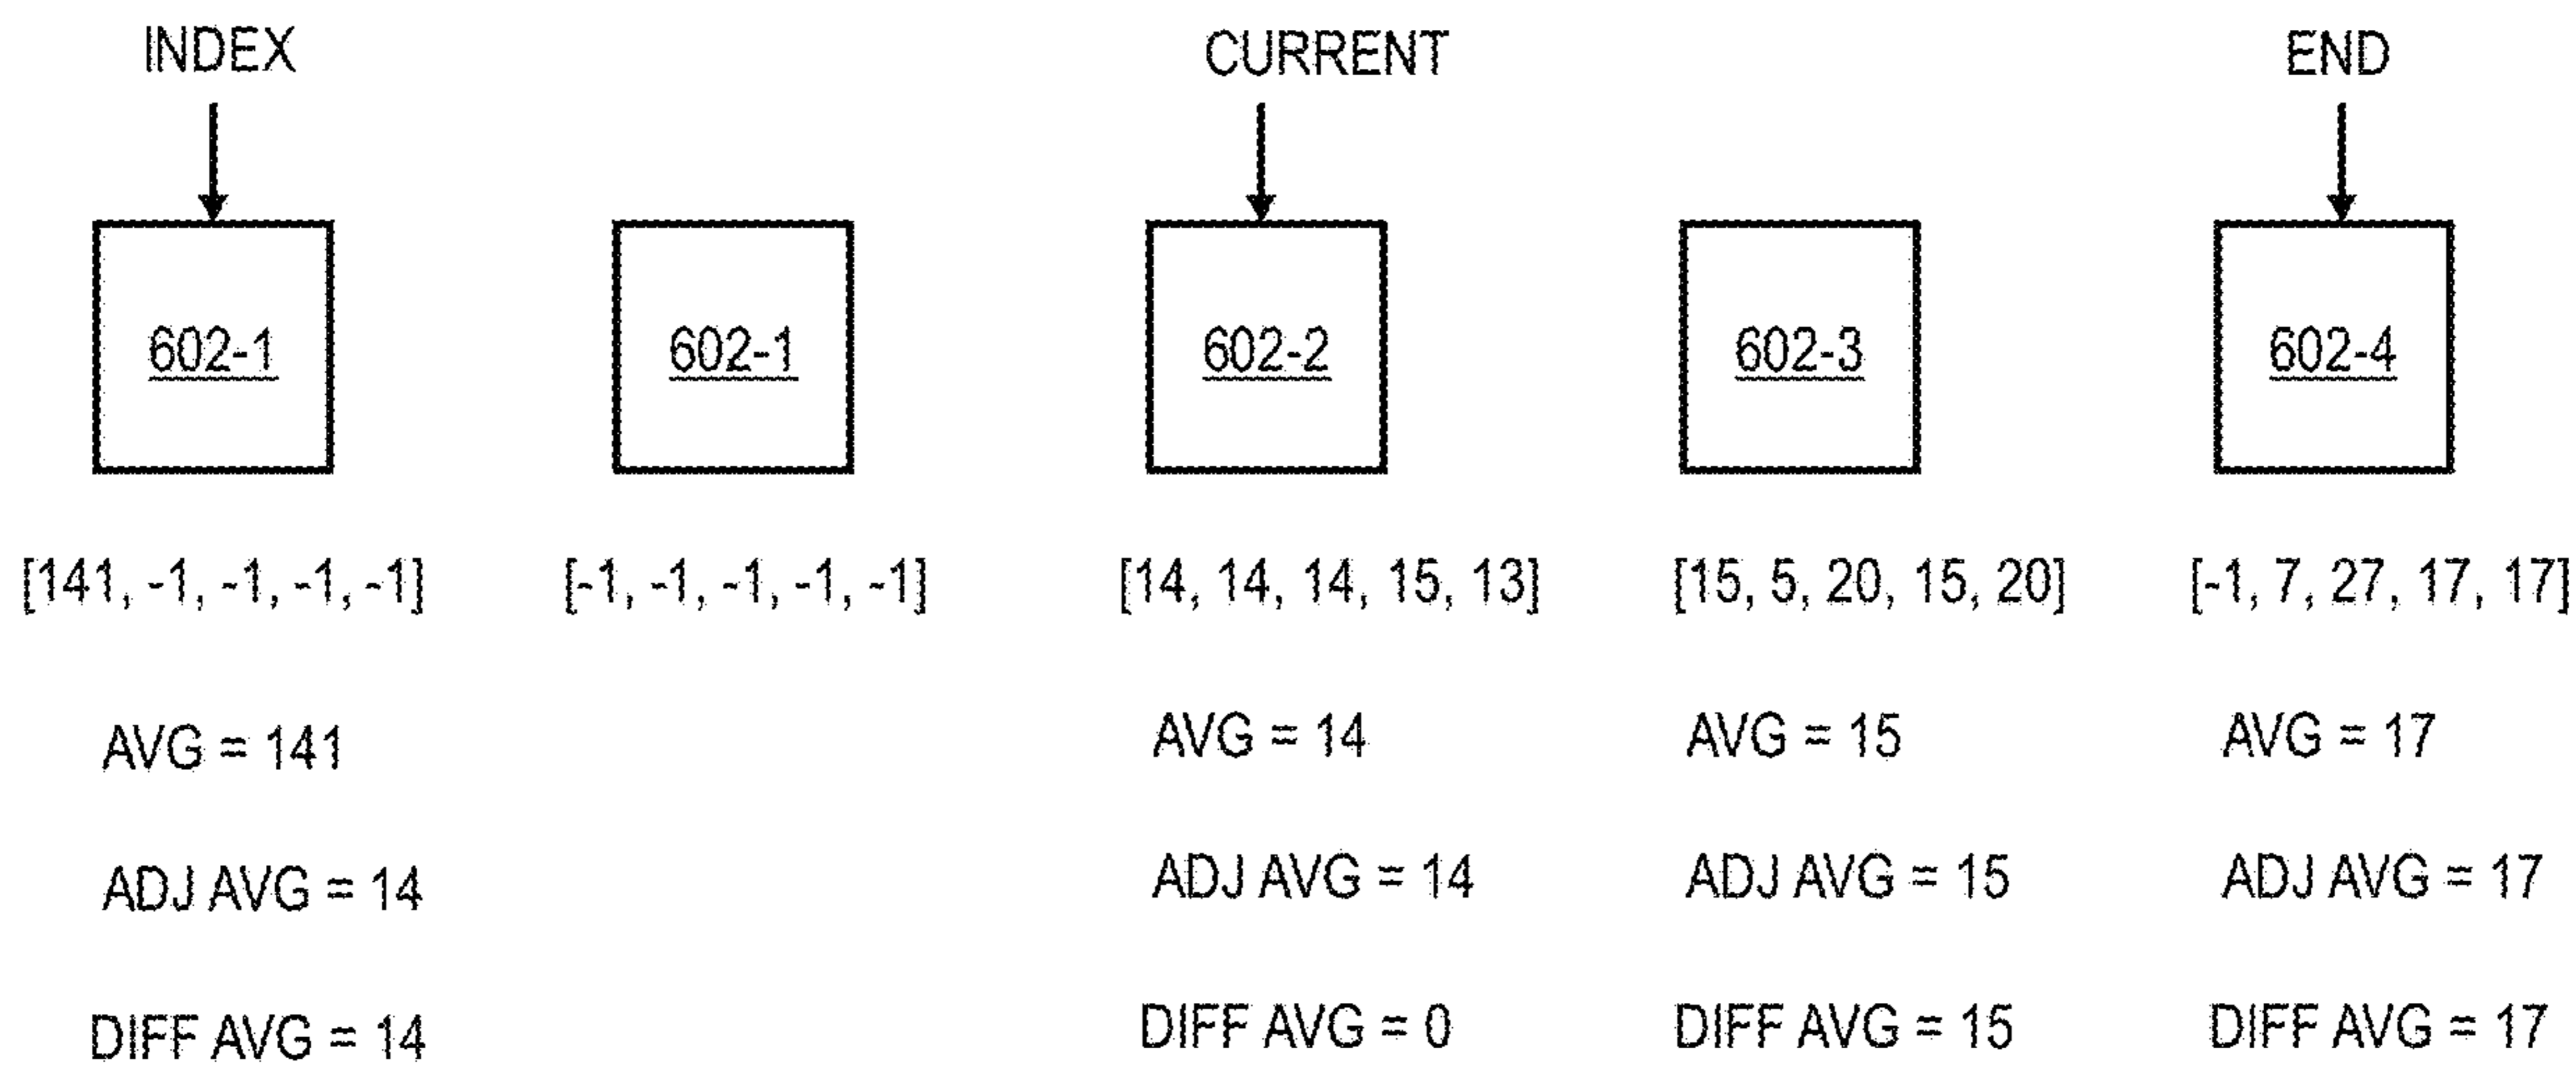 INDEX CURRENT END
602-1 602-1 602-2 602-3 602-4
[141, -1, -1, -1, -1] [-1, -1, -1, -1, -1] [14, 14, 14, 15, 13] [15, 5, 20, 15, 20] [-1, 7, 27, 17, 17]
AVG = 141 AVG = 14 AVG = 15 AVG = 17
ADJ AVG = 14 ADJ AVG = 14 ADJ AVG = 15 ADJ AVG = 17
DIFF AVG = 14 DIFF AVG = 0 DIFF AVG = 15 DIFF AVG = 17